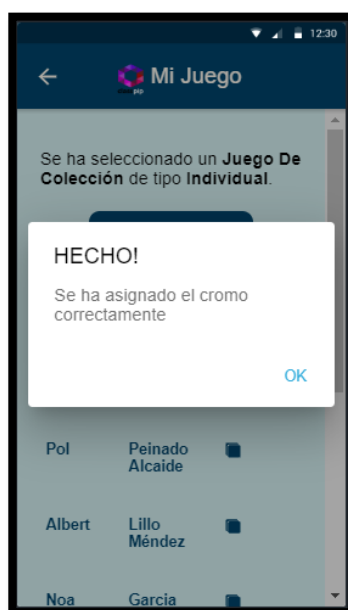 12:30
Mi Juego
pip
Se ha seleccionado un Juego De
Colección de tipo Individual.
HECHO!
Se ha asignado el cromo
correctamente
OK
Pol Peinado
Alcaide
Albert Lillo
Méndez
Noa Garcia